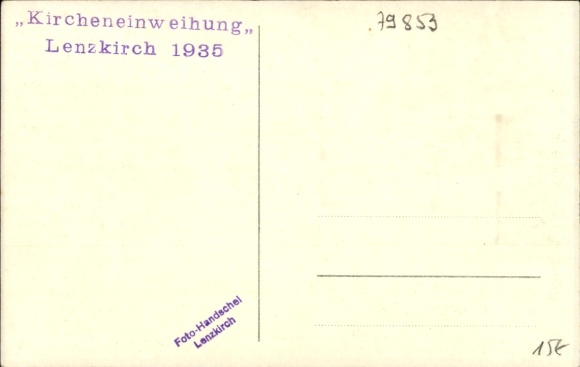 „Kircheneinweihung„
Lenzkirch 1935
79853
Foto-Handschel
Lenzkirch
15€